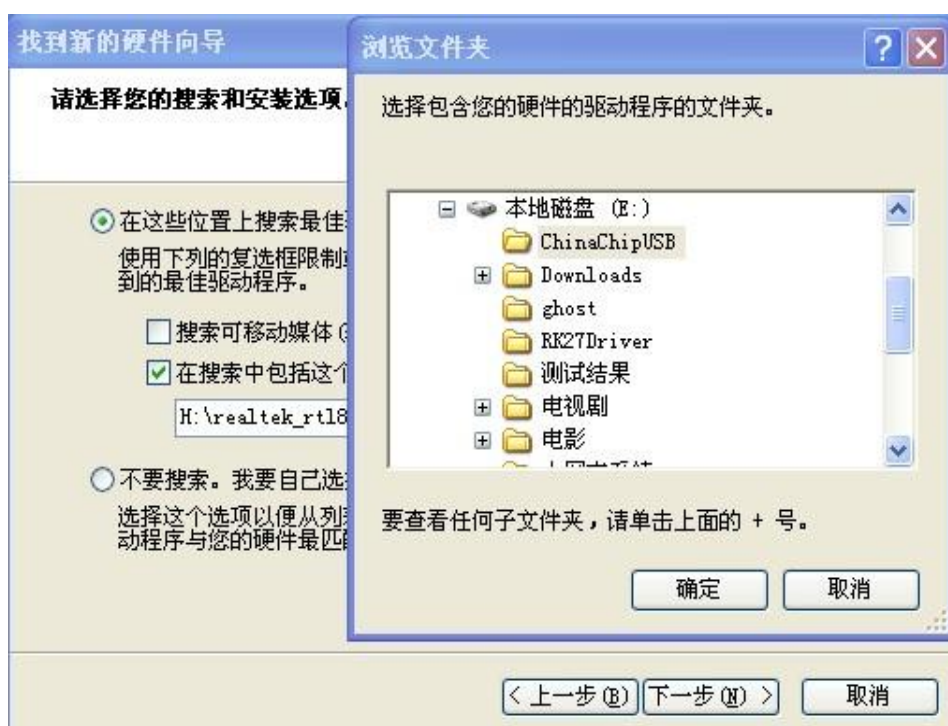 找到新的硬件向导
请选择您的搜索和安装选项
在这些位置上搜索最佳
使用下列的复选框限制
到的最佳驱动程序。
搜索可移动媒体
在搜索中包括这个
H:\realtek_rtl8
不要搜索。我要自己选
选择这个选项以便从列
动程序与您的硬件最匹
< 上一步(B)
下一步(N) >
取消
浏览文件夹
选择包含您的硬件的驱动程序的文件夹。
本地磁盘 (E:)
ChinaChipUSB
Downloads
ghost
RK27Driver
测试结果
电视剧
电影
要查看任何子文件夹，请单击上面的 + 号。
确定
取消